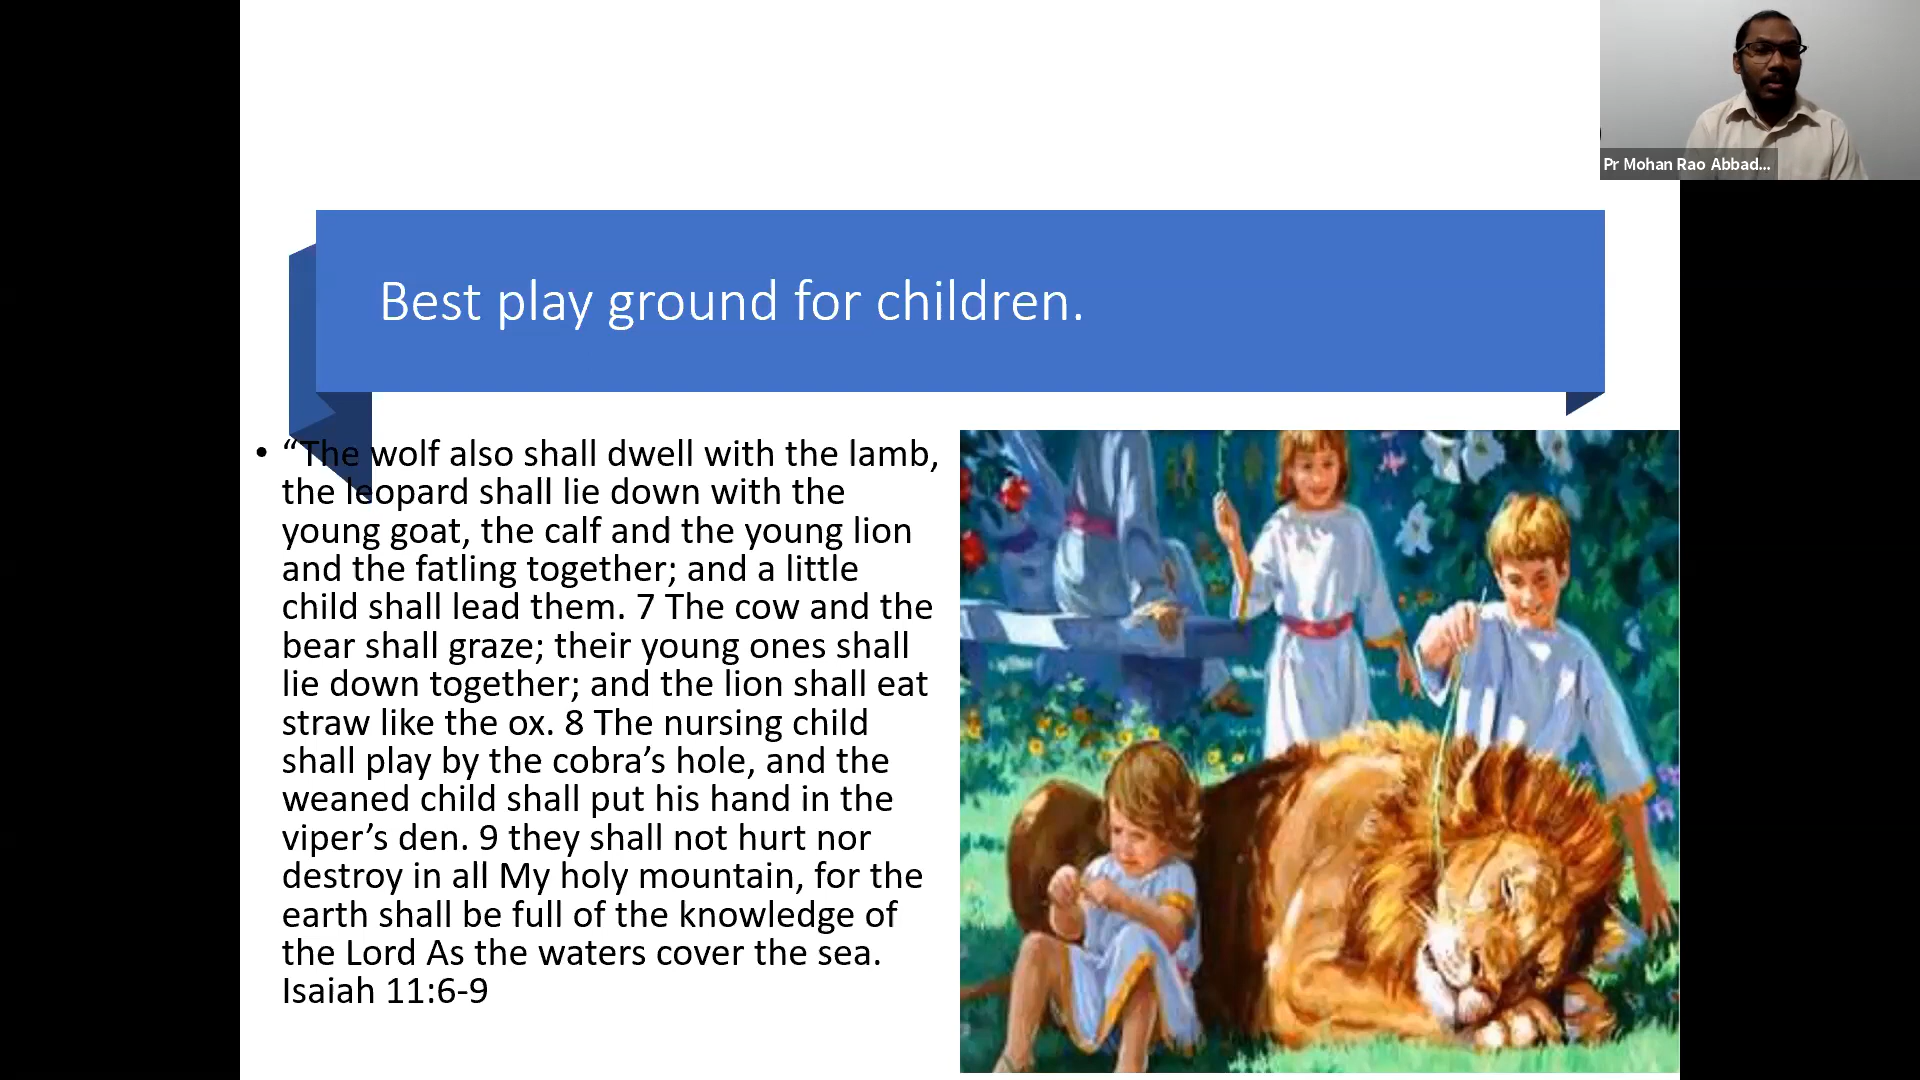 Pr Mohan Rao Abbad...
Best play ground for children.
• “The wolf also shall dwell with the lamb,
the leopard shall lie down with the
young goat, the calf and the young lion
and the fatling together; and a little
child shall lead them. 7 The cow and the
bear shall graze; their young ones shall
lie down together; and the lion shall eat
straw like the ox. 8 The nursing child
shall play by the cobra’s hole, and the
weaned child shall put his hand in the
viper’s den. 9 they shall not hurt nor
destroy in all My holy mountain, for the
earth shall be full of the knowledge of
the Lord As the waters cover the sea.
Isaiah 11:6-9